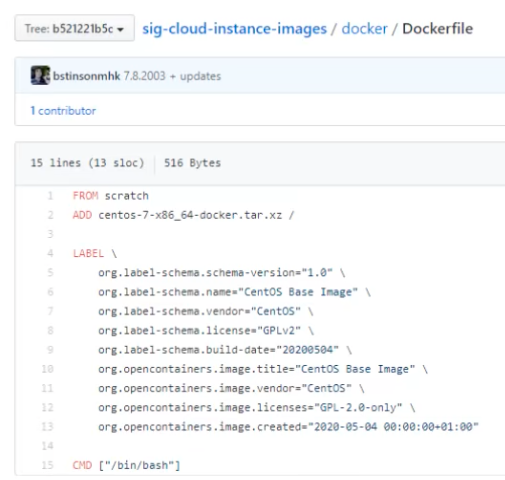 Tree: b521221b5c sig-cloud-instance-images / docker / Dockerfile
bstinsonmhk 7.8.2003 + updates
1 contributor
15 lines (13 sloc) 516 Bytes
1 FROM scratch
2 ADD centos-7-x86_64-docker.tar.xz /
3
4 LABEL \
5 org.label-schema.schema-version="1.0" \
6 org.label-schema.name="CentOS Base Image" \
7 org.label-schema.vendor="CentOS" \
8 org.label-schema.license="GPLv2" \
9 org.label-schema.build-date="20200504" \
10 org.opencontainers.image.title="CentOS Base Image" \
11 org.opencontainers.image.vendor="CentOS" \
12 org.opencontainers.image.licenses="GPL-2.0-only" \
13 org.opencontainers.image.created="2020-05-04 00:00:00+01:00"
14
15 CMD ["/bin/bash"]